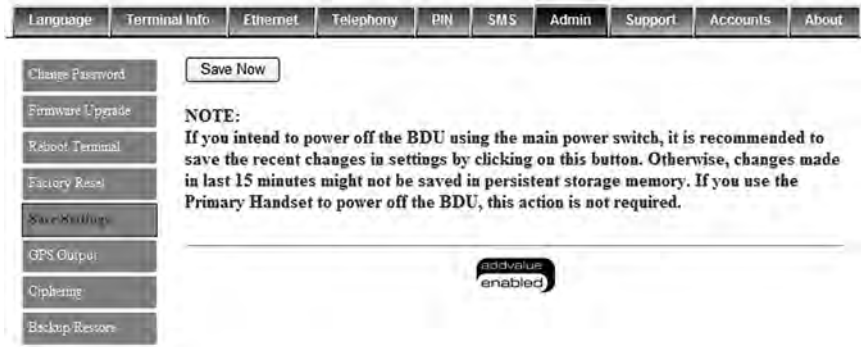 Language Terminal Info Ethernet Telephony PIN SMS Admin Support Accounts About
Change Password
Firmware Upgrade
Reboot Terminal
Factory Reset
Save Settings
GPS Output
Ciphering
Backup/Restore
Save Now
NOTE:
If you intend to power off the BDU using the main power switch, it is recommended to
save the recent changes in settings by clicking on this button. Otherwise, changes made
in last 15 minutes might not be saved in persistent storage memory. If you use the
Primary Handset to power off the BDU, this action is not required.
addvalue
enabled